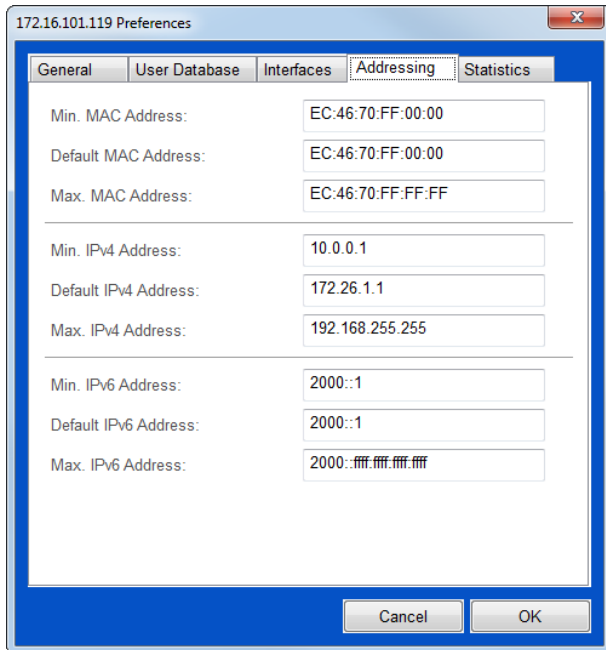 172.16.101.119 Preferences
x
General User Database Interfaces Addressing Statistics
Min. MAC Address: EC:46:70:FF:00:00
Default MAC Address: EC:46:70:FF:00:00
Max. MAC Address: EC:46:70:FF:FF:FF
Min. IPv4 Address: 10.0.0.1
Default IPv4 Address: 172.26.1.1
Max. IPv4 Address: 192.168.255.255
Min. IPv6 Address: 2000::1
Default IPv6 Address: 2000::1
Max. IPv6 Address: 2000::ffff:ffff:ffff:ffff
Cancel OK